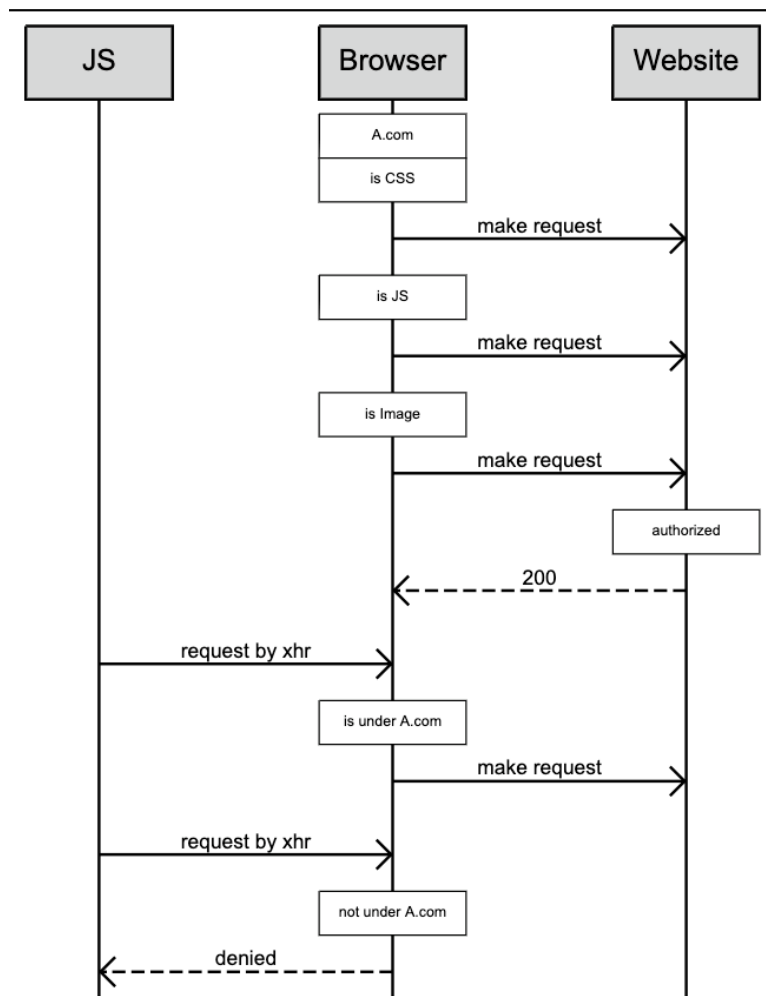 JS
Browser
Website
A.com
is CSS
make request
is JS
make request
is Image
make request
authorized
200
request by xhr
is under A.com
make request
request by xhr
not under A.com
denied